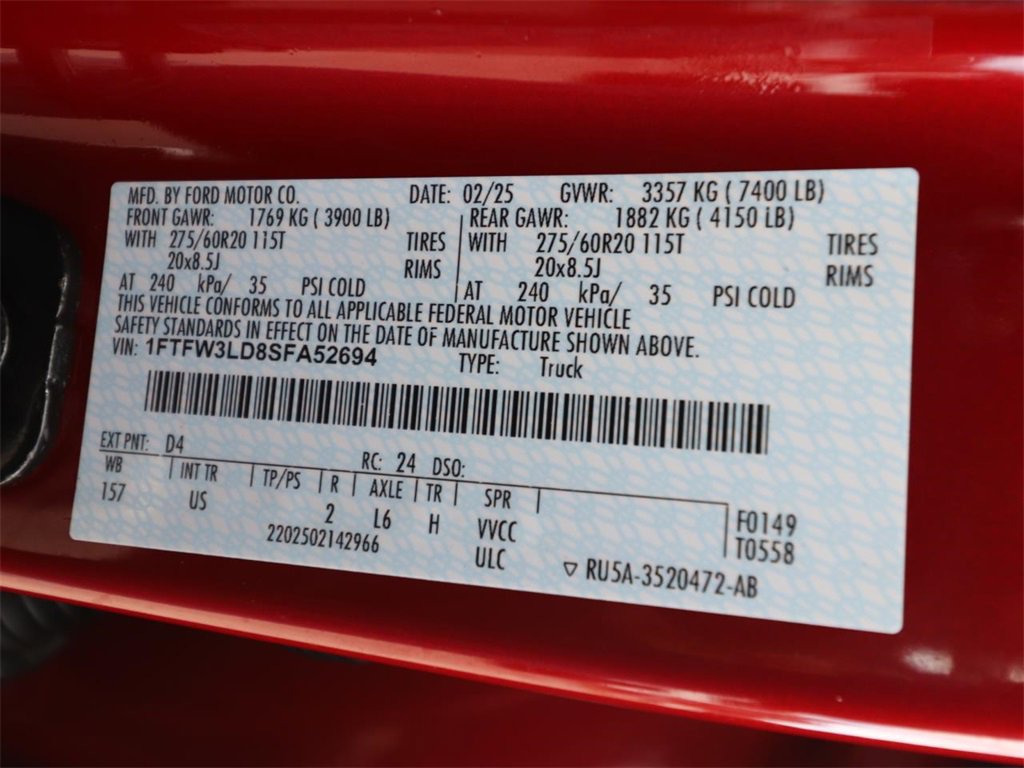 MFD. BY FORD MOTOR CO. DATE: 02/25 GVWR: 3357 KG ( 7400 LB)
FRONT GAWR: 1769 KG ( 3900 LB) REAR GAWR: 1882 KG ( 4150 LB)
WITH 275/60R20 115T TIRES WITH 275/60R20 115T TIRES
20x8.5J RIMS 20x8.5J RIMS
AT 240 kPa/ 35 PSI COLD AT 240 kPa/ 35 PSI COLD
THIS VEHICLE CONFORMS TO ALL APPLICABLE FEDERAL MOTOR VEHICLE
SAFETY STANDARDS IN EFFECT ON THE DATE OF MANUFACTURE SHOWN ABOVE.
VIN: 1FTFW3LD8SFA52694 TYPE: Truck
EXT PNT: D4 RC: 24 DSO:
WB INT TR TP/PS R AXLE TR SPR
157 US 2 L6 H VVCC F0149
2202502142966 ULC T0558
RU5A-3520472-AB